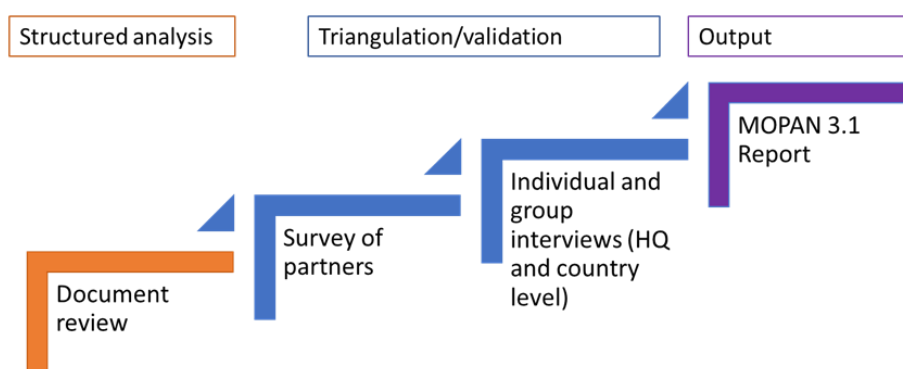 Structured analysis
Triangulation/validation
Output
MOPAN 3.1
Report
Individual and
group
interviews (HQ
and country
level)
Survey of
partners
Document
review